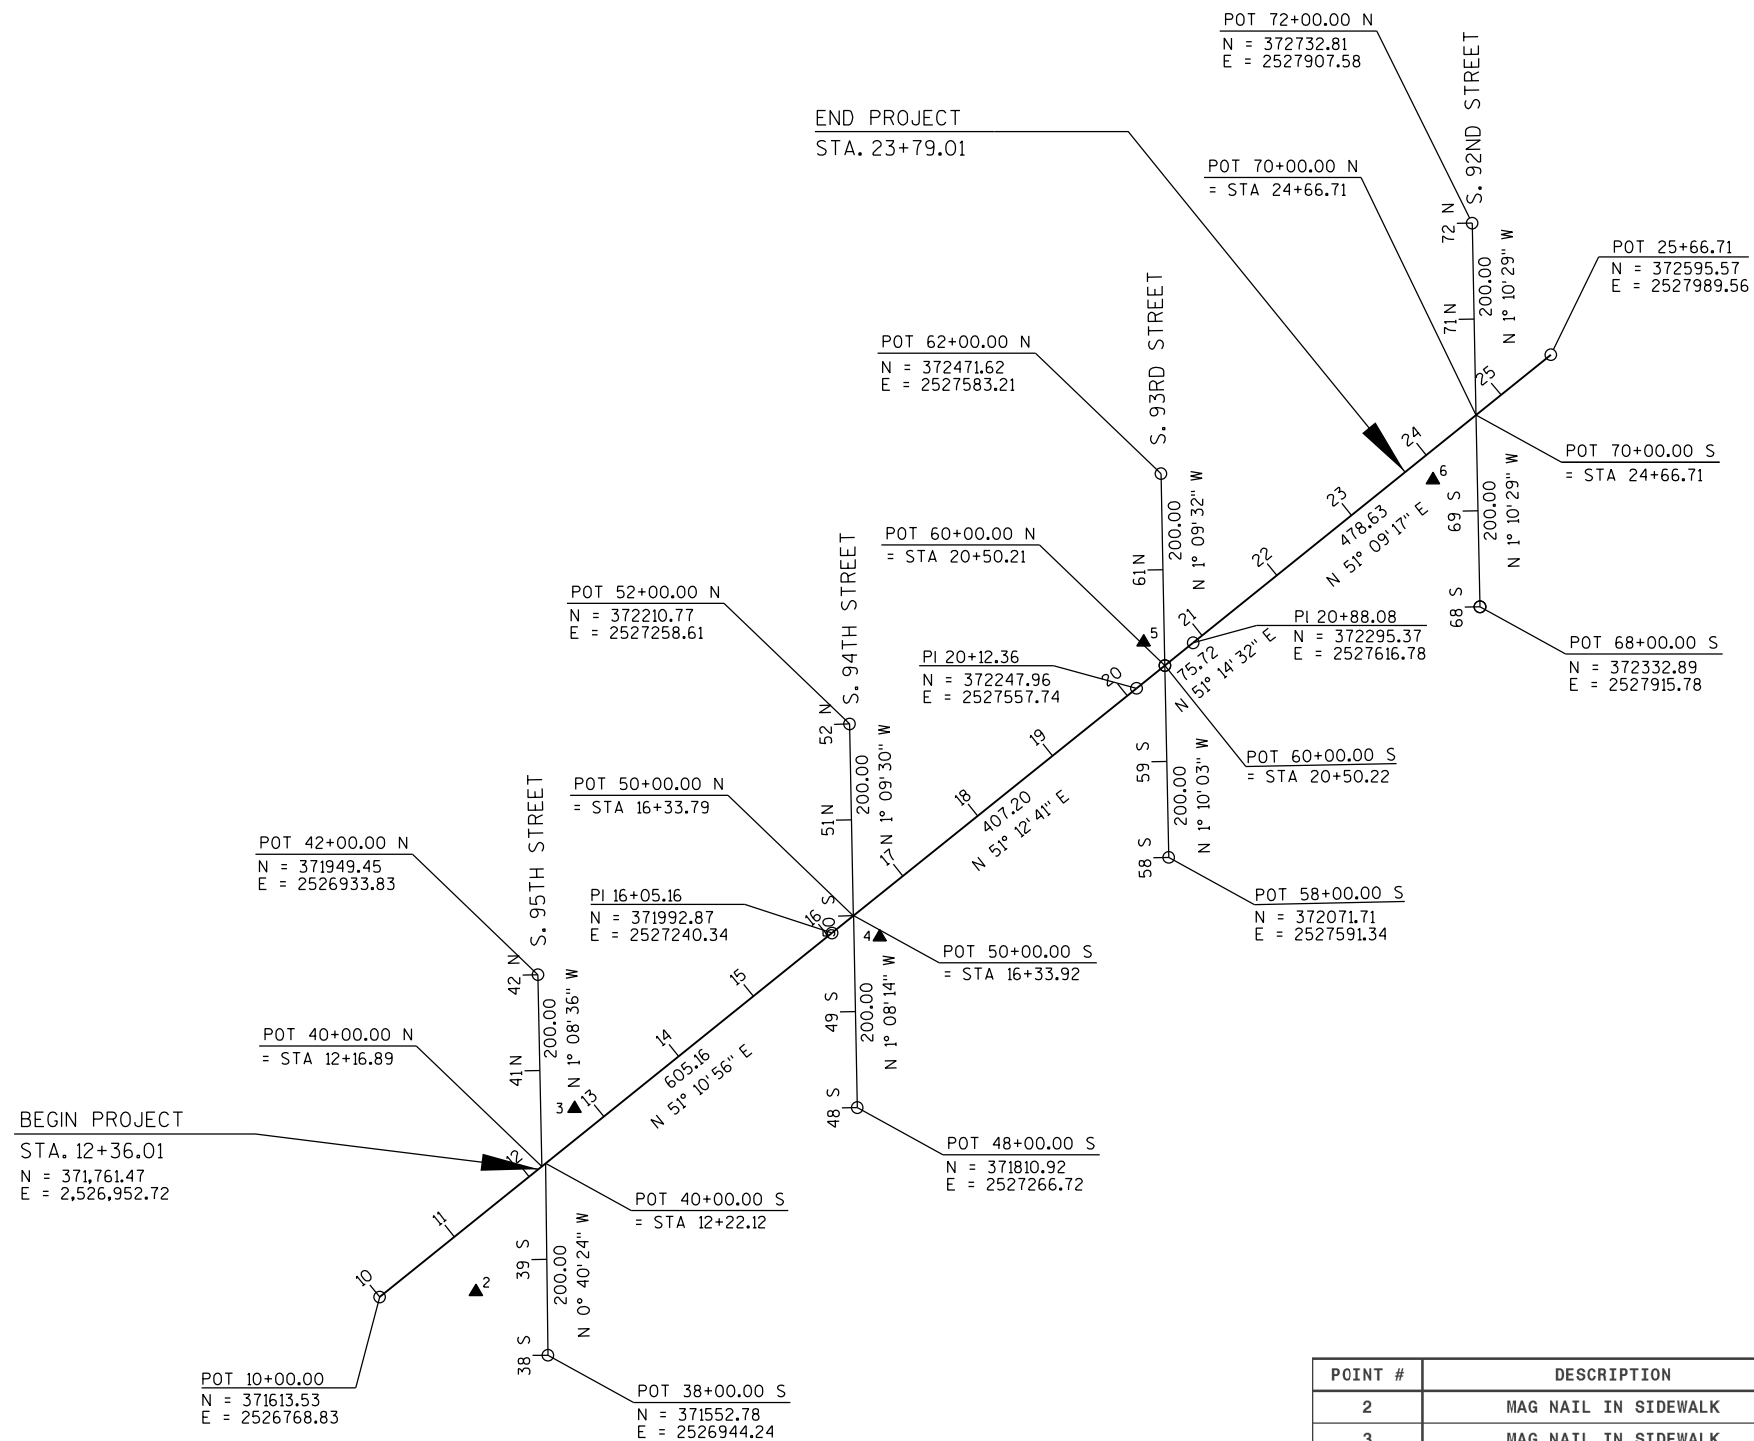 POT 72+00.00 N
N = 372732.81
E = 2527907.58
S. 92ND STREET
END PROJECT
STA. 23+79.01
POT 70+00.00 N
= STA 24+66.71
72 N
200.00
N 1° 10' 29" W
71 N
POT 25+66.71
N = 372595.57
E = 2527989.56
S. 93RD STREET
POT 62+00.00 N
N = 372471.62
E = 2527583.21
25
24
POT 70+00.00 S
= STA 24+66.71
6
69 S
200.00
N 1° 10' 29" W
68 S
23
478.63
N 51° 09' 17" E
22
200.00
N 1° 09' 32" W
61 N
POT 60+00.00 N
= STA 20+50.21
S. 94TH STREET
POT 52+00.00 N
N = 372210.77
E = 2527258.61
5
21
PI 20+88.08
N = 372295.37
E = 2527616.78
POT 68+00.00 S
N = 372332.89
E = 2527915.78
PI 20+12.36
N = 372247.96
E = 2527557.74
20
75.72
N 51° 14' 32" E
52 N
200.00
N 1° 09' 30" W
51 N
19
59 S
200.00
N 1° 10' 03" W
58 S
POT 60+00.00 S
= STA 20+50.22
S. 95TH STREET
POT 50+00.00 N
= STA 16+33.79
18
407.20
N 51° 12' 41" E
17
POT 42+00.00 N
N = 371949.45
E = 2526933.83
PI 16+05.16
N = 371992.87
E = 2527240.34
16
4
POT 58+00.00 S
N = 372071.71
E = 2527591.34
POT 50+00.00 S
= STA 16+33.92
42 N
200.00
N 1° 08' 36" W
41 N
15
49 S
200.00
N 1° 08' 14" W
48 S
POT 40+00.00 N
= STA 12+16.89
14
605.16
N 51° 10' 56" E
3
13
BEGIN PROJECT
STA. 12+36.01
N = 371,761.47
E = 2,526,952.72
12
POT 48+00.00 S
N = 371810.92
E = 2527266.72
POT 40+00.00 S
= STA 12+22.12
11
39 S
200.00
N 0° 40' 24" W
38 S
10
2
POT 10+00.00
N = 371613.53
E = 2526768.83
POT 38+00.00 S
N = 371552.78
E = 2526944.24
POINT # DESCRIPTION
2 MAG NAIL IN SIDEWALK
3 MAG NAIL IN SIDEWALK